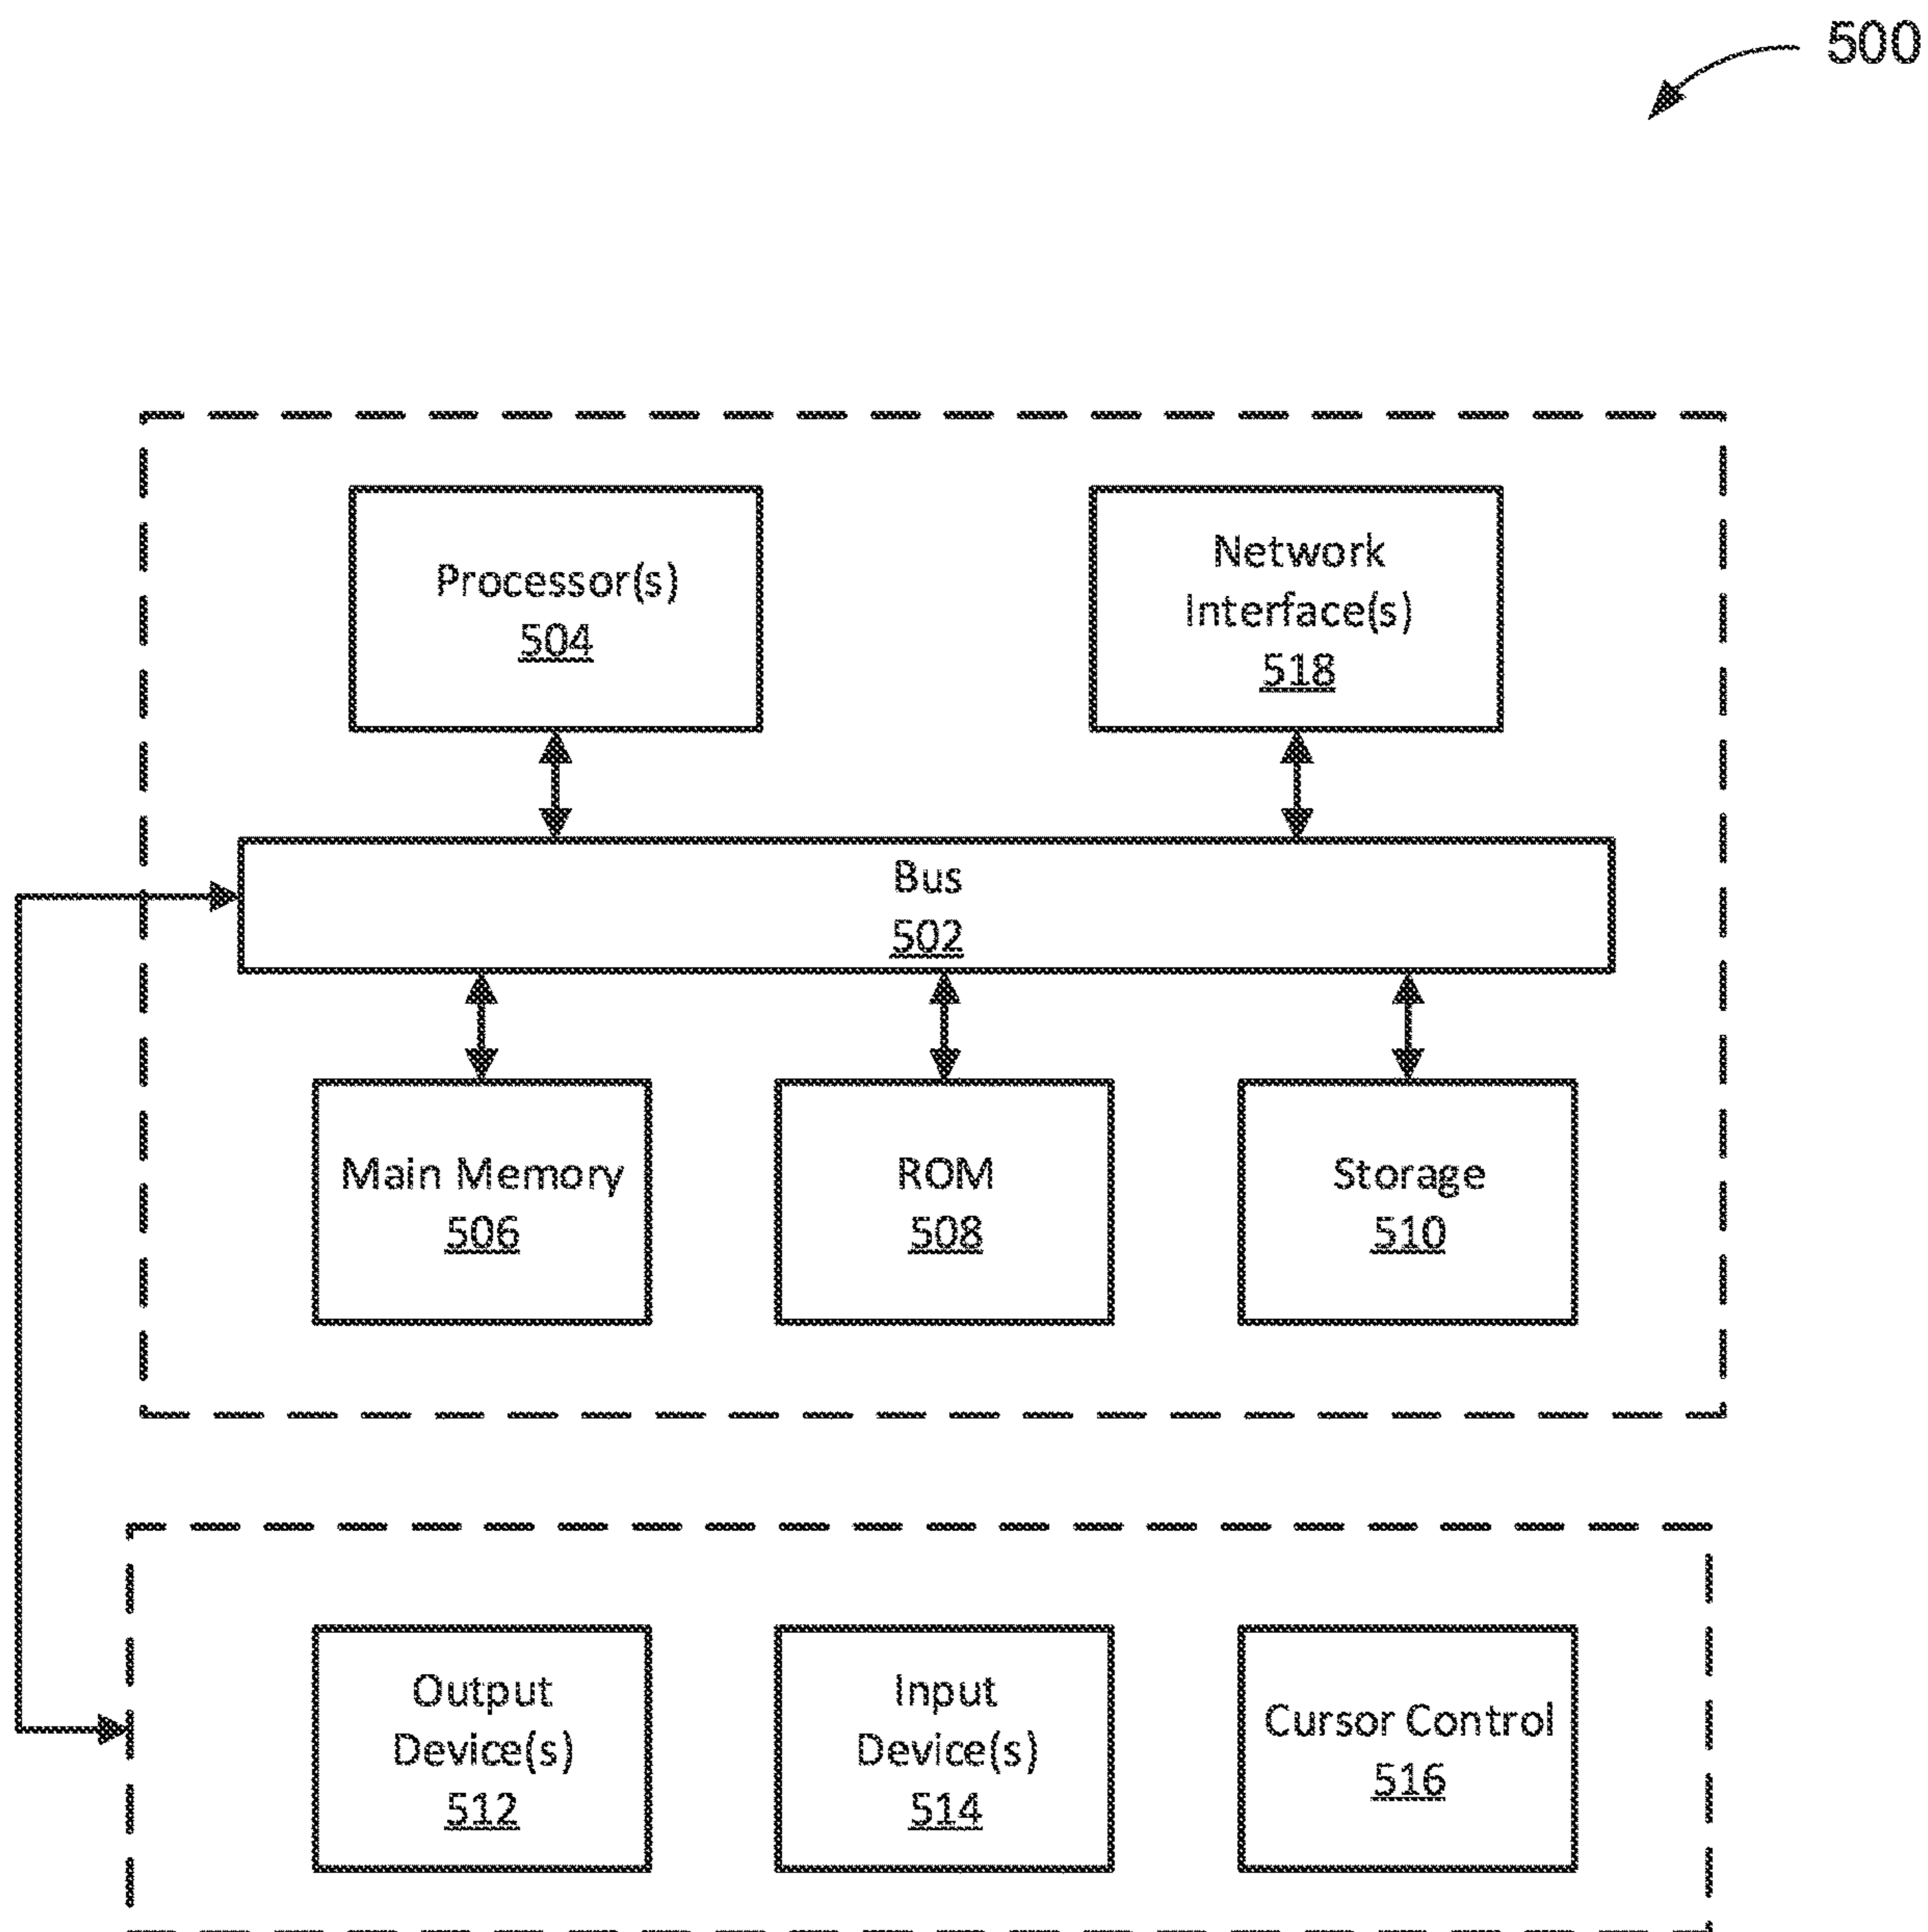 500
Processor(s)
504
Network
Interface(s)
518
Bus
502
Main Memory
506
ROM
508
Storage
510
Output
Device(s)
512
Input
Device(s)
514
Cursor Control
516